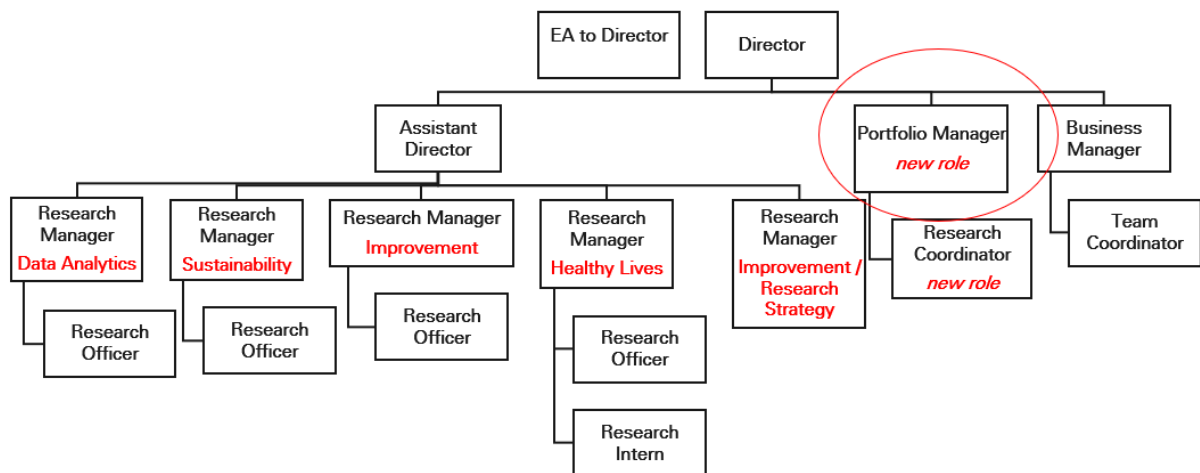 EA to Director
Director
Assistant
Director
Portfolio Manager
new role
Business
Manager
Research
Manager
Data Analytics
Research
Manager
Sustainability
Research Manager
Improvement
Research
Manager
Healthy Lives
Research
Manager
Improvement /
Research
Strategy
Research
Coordinator
new role
Team
Coordinator
Research
Officer
Research
Officer
Research
Officer
Research
Officer
Research
Intern